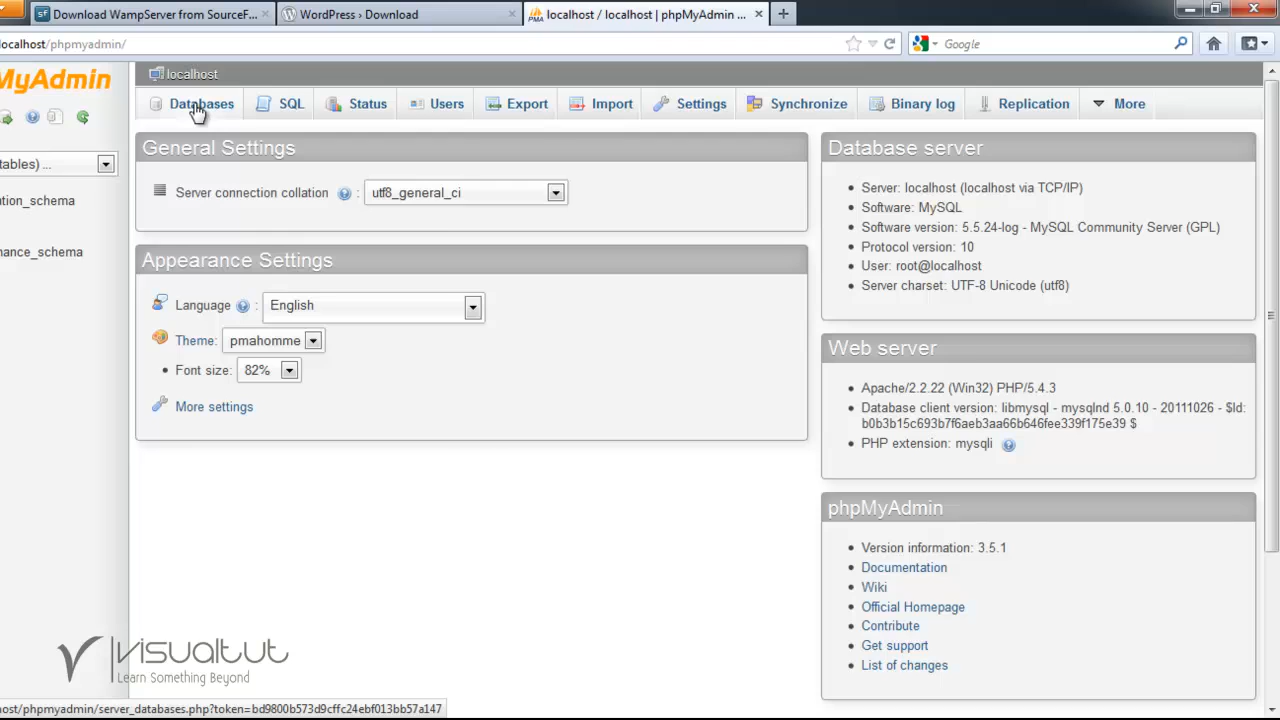 Download WampServer from SourceF...
WordPress › Download
PMA localhost / localhost | phpMyAdmin ...
localhost/phpmyadmin/
Google
MyAdmin
localhost
Databases SQL Status Users Export Import Settings Synchronize Binary log Replication More
tables) ...
tion_schema
nance_schema
General Settings
Server connection collation : utf8_general_ci
Appearance Settings
Language : English
Theme: pmahomme
Font size: 82%
More settings
Database server
Server: localhost (localhost via TCP/IP)
Software: MySQL
Software version: 5.5.24-log - MySQL Community Server (GPL)
Protocol version: 10
User: root@localhost
Server charset: UTF-8 Unicode (utf8)
Web server
Apache/2.2.22 (Win32) PHP/5.4.3
Database client version: libmysql - mysqlnd 5.0.10 - 20111026 - $Id:
b0b3b15c693b7f6aeb3aa66b646fee339f175e39 $
PHP extension: mysqli
phpMyAdmin
Version information: 3.5.1
Documentation
Wiki
Official Homepage
Contribute
Get support
List of changes
visualtut
Learn Something Beyond
host/phpmyadmin/server_databases.php?token=bd9800b573d9cffc24ebf013bb57a147